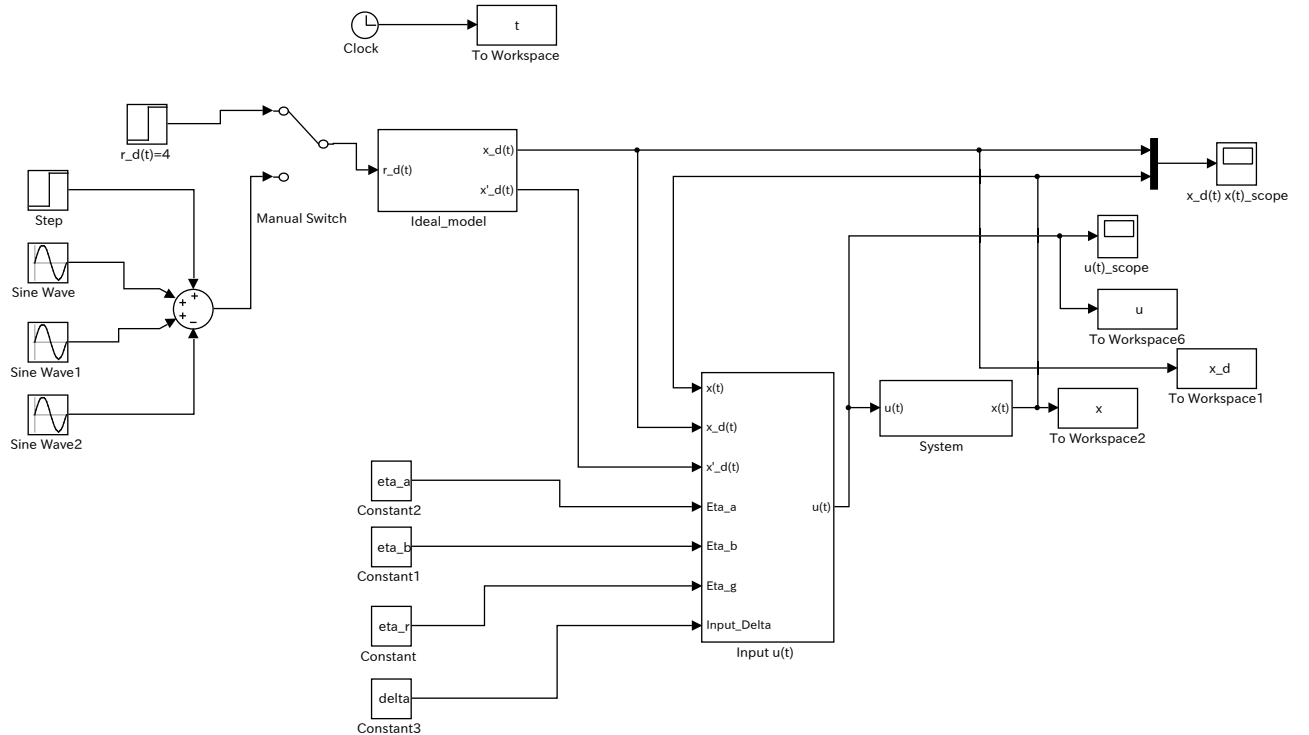 t
Clock
To Workspace
r_d(t)=4
Step
Sine Wave
Sine Wave1
Sine Wave2
+
+
+
−
Manual Switch
r_d(t)
x_d(t)
x'_d(t)
Ideal_model
x_d(t) x(t)_scope
u(t)_scope
u
To Workspace6
x_d
To Workspace1
x
To Workspace2
u(t)
x(t)
System
x(t)
x_d(t)
x'_d(t)
Eta_a
Eta_b
Eta_g
Input_Delta
u(t)
Input u(t)
eta_a
Constant2
eta_b
Constant1
eta_r
Constant
delta
Constant3